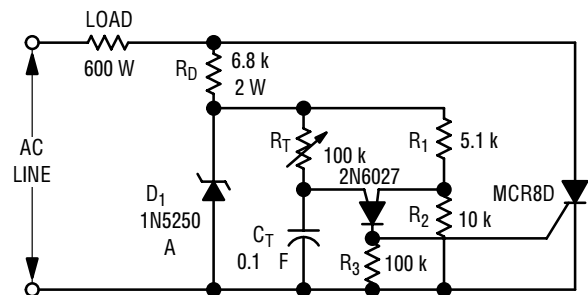 LOAD
600 W
R_D
6.8 k
2 W
AC
LINE
D_1
1N5250
A
R_T
100 k
2N6027
R_1
5.1 k
MCR8D
C_T
0.1 F
R_2
10 k
R_3
100 k